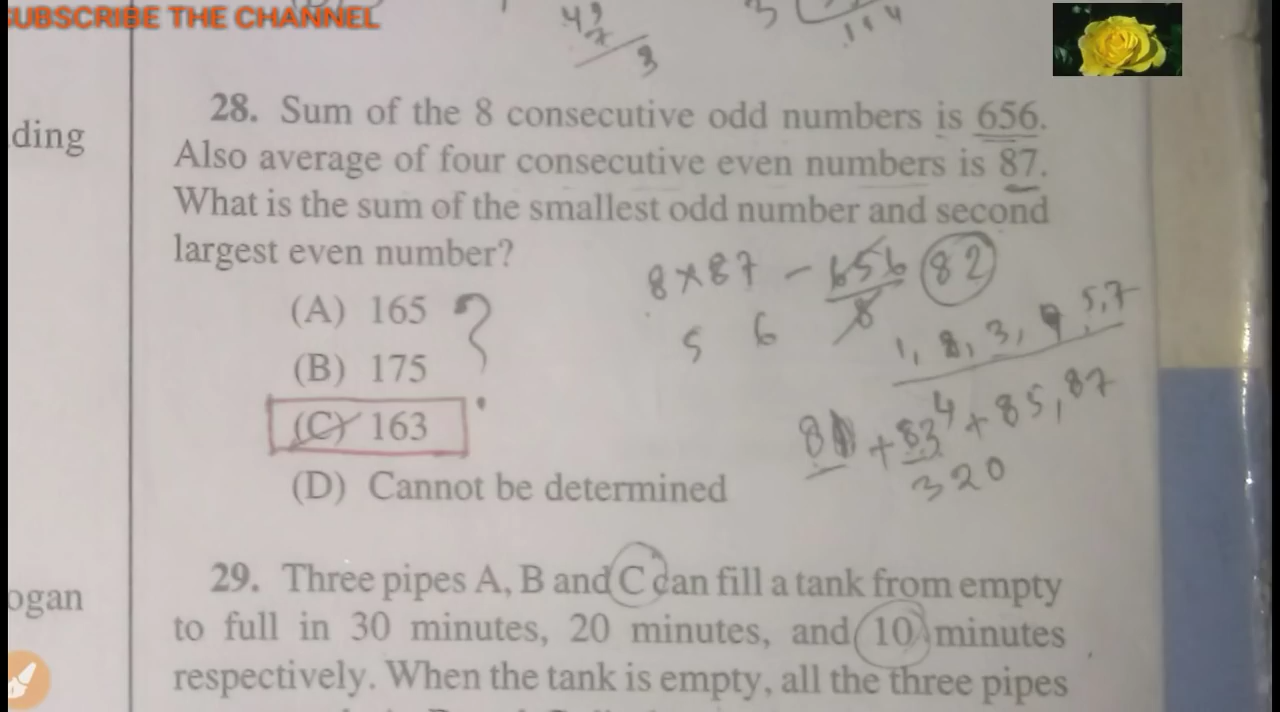 SUBSCRIBE THE CHANNEL
ding
28. Sum of the 8 consecutive odd numbers is 656.
Also average of four consecutive even numbers is 87.
What is the sum of the smallest odd number and second
largest even number?
8 x 87 - 656/8 82
(A) 165 ?
5 6
(B) 175
(C) 163
+ 85, 87
320
(D) Cannot be determined
29. Three pipes A, B and C can fill a tank from empty
ogan
to full in 30 minutes, 20 minutes, and 10 minutes
respectively. When the tank is empty, all the three pipes